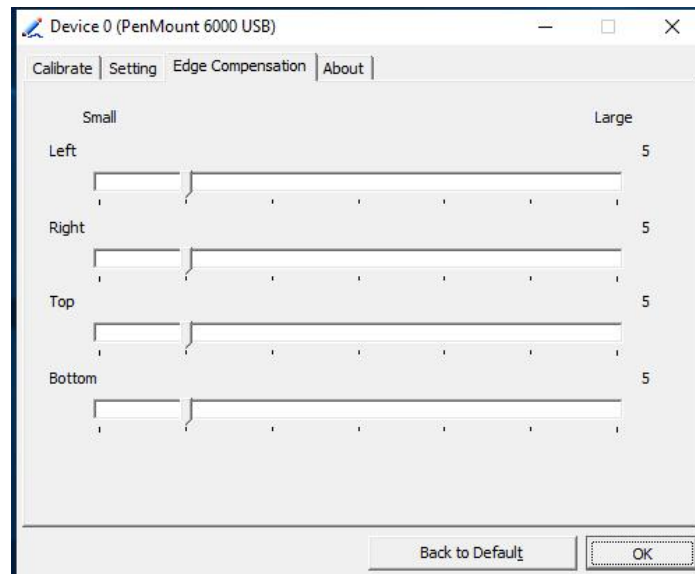 Device 0 (PenMount 6000 USB)
Calibrate Setting Edge Compensation About
Small Large
Left 5
Right 5
Top 5
Bottom 5
Back to Default OK